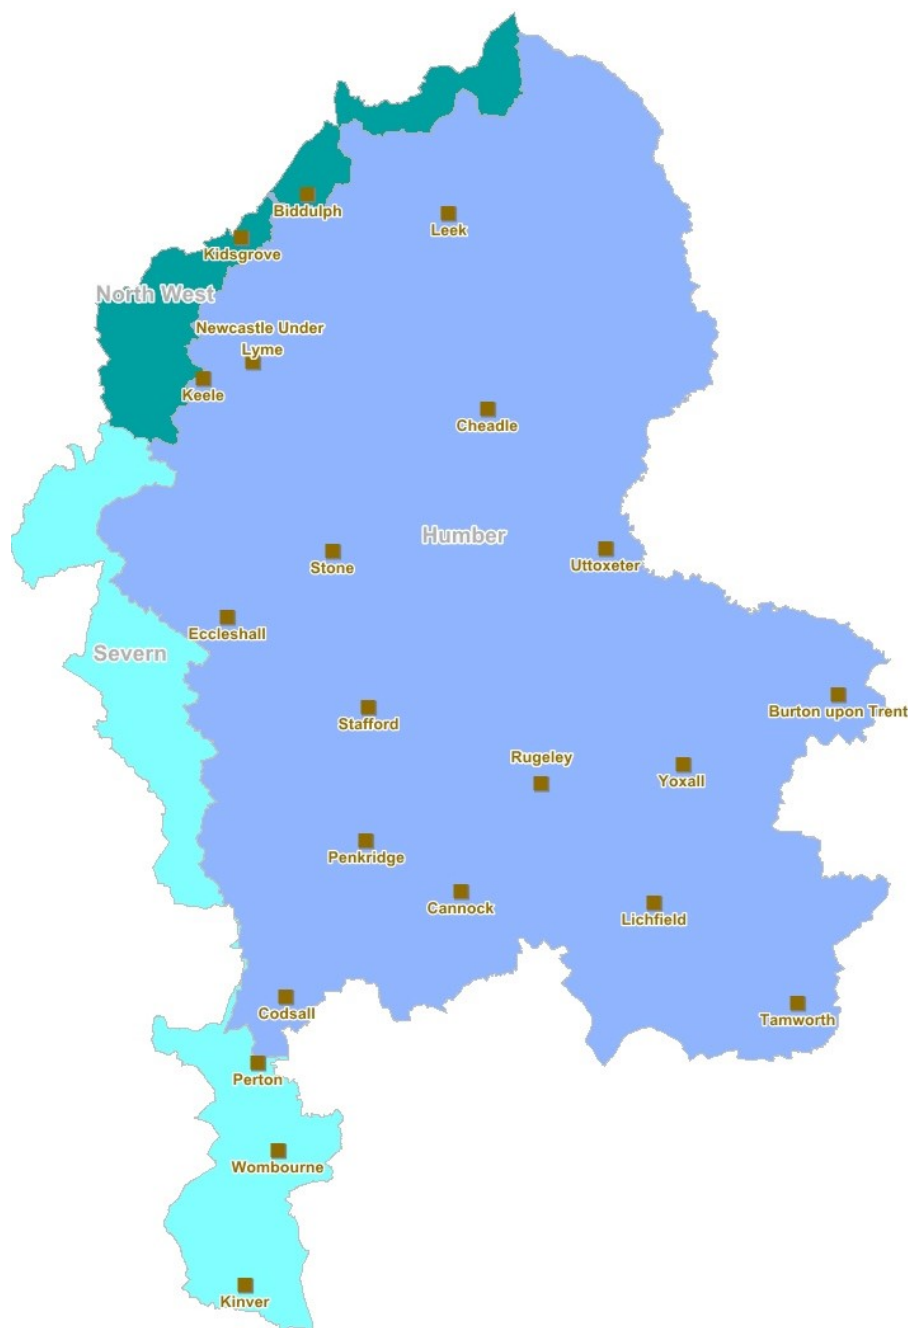 Biddulph
Leek
Kidsgrove
North West
Newcastle Under
Lyme
Keele
Cheadle
Humber
Stone
Uttoxeter
Eccleshall
Severn
Burton upon Trent
Stafford
Rugeley
Yoxall
Penkridge
Cannock
Lichfield
Codsall
Tamworth
Perton
Wombourne
Kinver